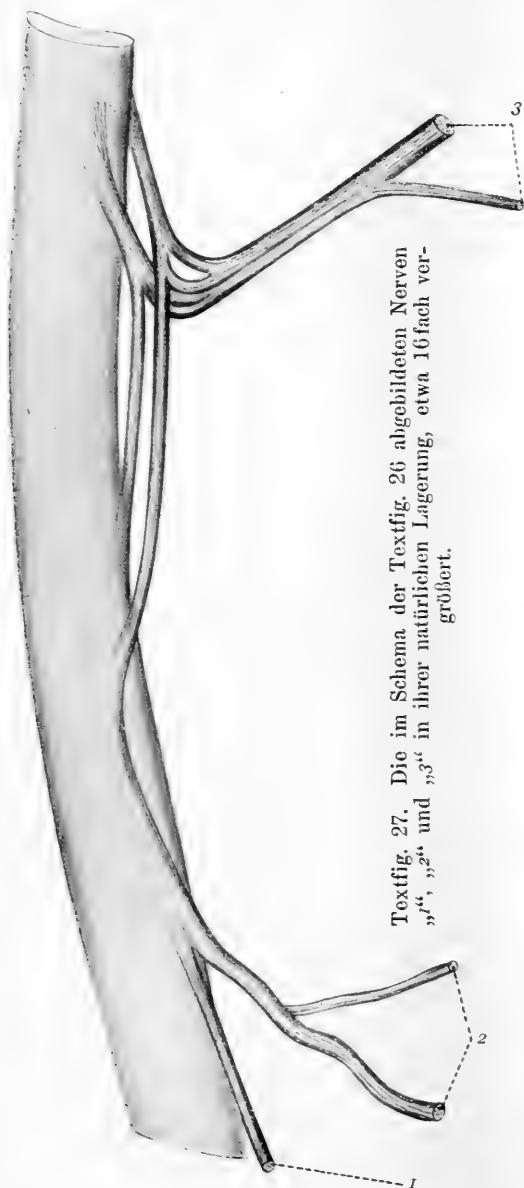 3
Textfig. 27. Die im Schema der Textfig. 26 abgebildeten Nerven
„1“, „2“ und „3“ in ihrer natürlichen Lagerung, etwa 16fach ver-
größert.
2
1